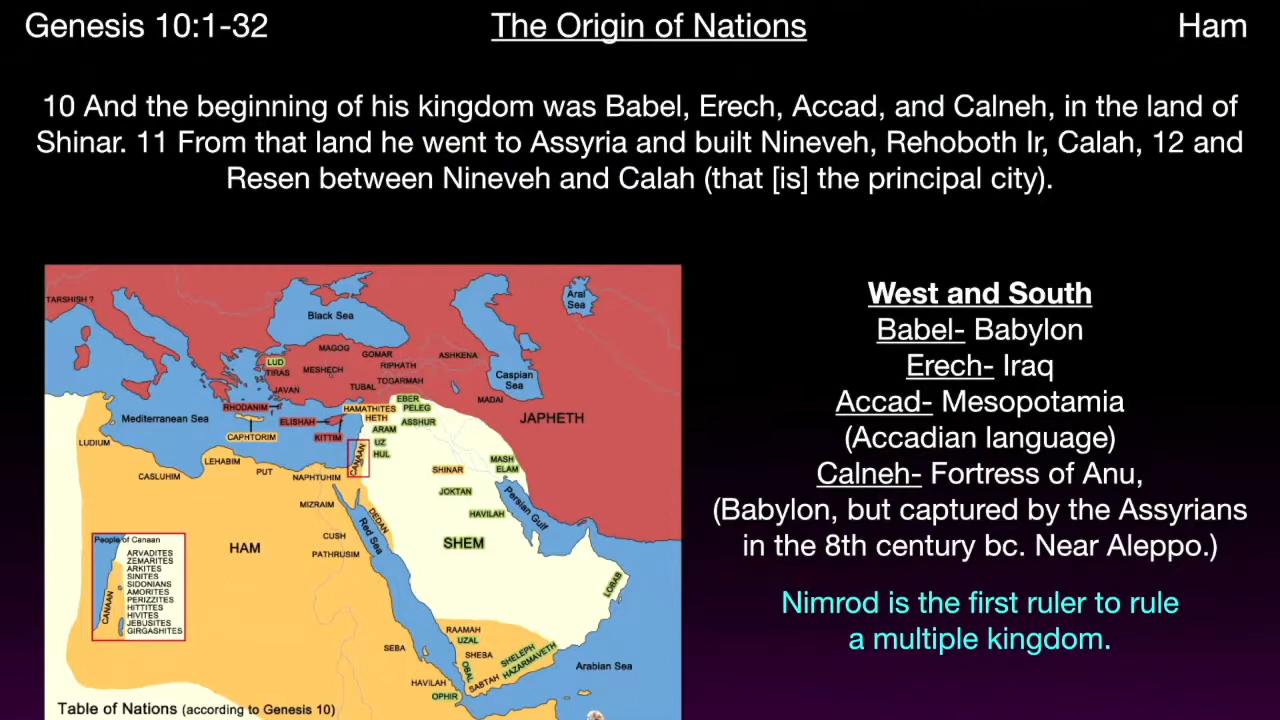 Genesis 10:1-32
The Origin of Nations
Ham
10 And the beginning of his kingdom was Babel, Erech, Accad, and Calneh, in the land of
Shinar. 11 From that land he went to Assyria and built Nineveh, Rehoboth Ir, Calah, 12 and
Resen between Nineveh and Calah (that [is] the principal city).
TARSHISH ?
Black Sea
Aral
Sea
Caspian
Sea
MAGOG
GOMAR
ASHKENA
LUD
TIRAS
MESHECH
RIPHATH
TOGARMAH
JAVAN
TUBAL
MADAI
JAPHETH
Mediterranean Sea
RHODANIM
ELISHAH
KITTIM
CAPHTORIM
HAMATHITES
HETH
ARAM
EBER
PELEG
ASSHUR
UZ
HUL
CANAAN
LUDIUM
CASLUHIM
LEHABIM
PUT
NAPHTUHIM
MIZRAIM
SHINAR
MASH
ELAM
JOKTAN
HAVILAH
Persian Gulf
DEDAN
Red Sea
HAM
CUSH
PATHRUSIM
SHEM
LOBAB
People of Canaan
CANAAN
ARVADITES
ZEMARITES
ARKITES
SINITES
SIDONIANS
AMORITES
PERIZZITES
HITTITES
HIVITES
JEBUSITES
GIRGASHITES
SEBA
RAAMAH
UZAL
SHEBA
OBAL
SABTAH
SHELEPH
HAZARMAVETH
HAVILAH
OPHIR
Arabian Sea
Table of Nations (according to Genesis 10)
West and South
Babel- Babylon
Erech- Iraq
Accad- Mesopotamia
(Accadian language)
Calneh- Fortress of Anu,
(Babylon, but captured by the Assyrians
in the 8th century bc. Near Aleppo.)
Nimrod is the first ruler to rule
a multiple kingdom.